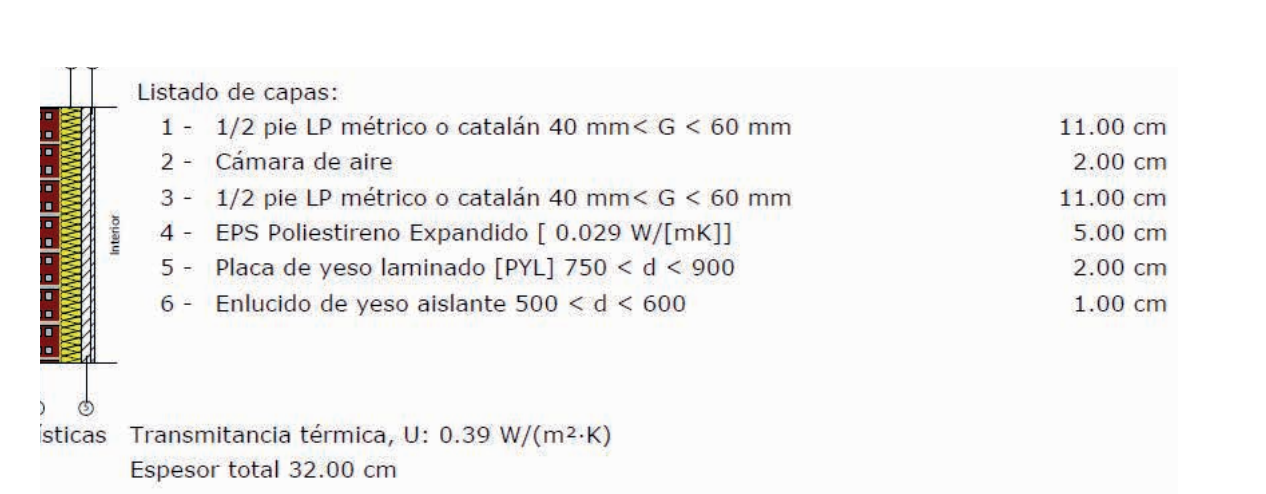 Listado de capas:
1 - 1/2 pie LP métrico o catalán 40 mm< G < 60 mm 11.00 cm
2 - Cámara de aire 2.00 cm
3 - 1/2 pie LP métrico o catalán 40 mm< G < 60 mm 11.00 cm
4 - EPS Poliestireno Expandido [ 0.029 W/[mK]] 5.00 cm
5 - Placa de yeso laminado [PYL] 750 < d < 900 2.00 cm
6 - Enlucido de yeso aislante 500 < d < 600 1.00 cm
Interior
5
ísticas Transmitancia térmica, U: 0.39 W/(m²·K)
Espesor total 32.00 cm